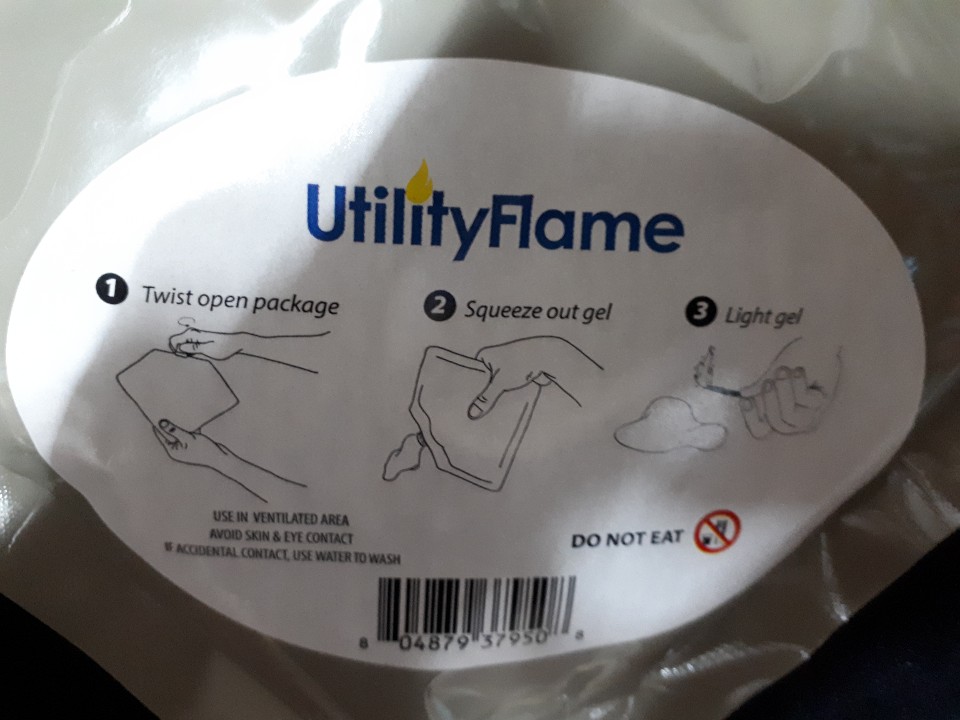 UtilityFlame
1 Twist open package
2 Squeeze out gel
3 Light gel
USE IN VENTILATED AREA
AVOID SKIN & EYE CONTACT
IF ACCIDENTAL CONTACT, USE WATER TO WASH
DO NOT EAT
8 04879 37950 8